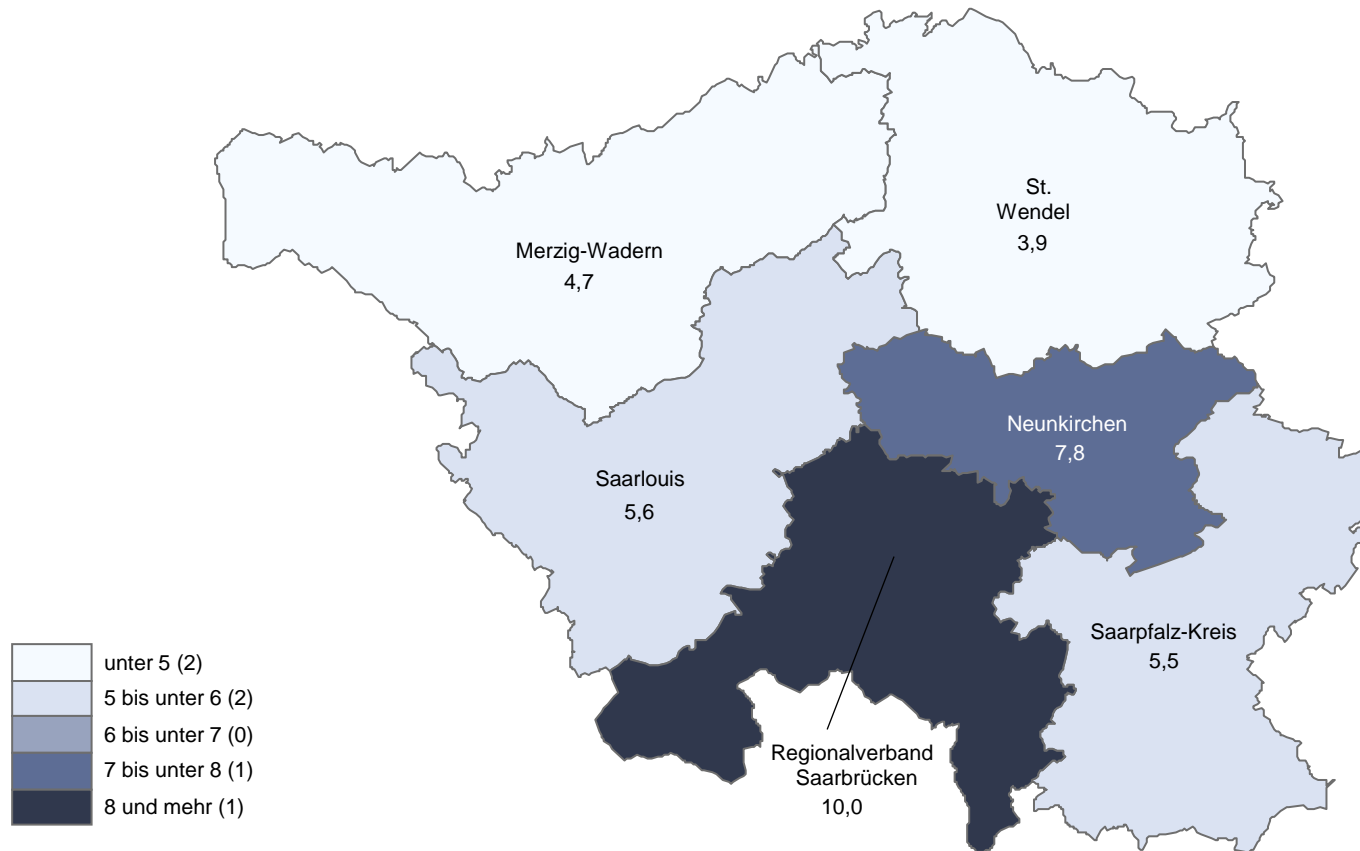 St.
Wendel
3,9
Merzig-Wadern
4,7
Neunkirchen
7,8
Saarlouis
5,6
Saarpfalz-Kreis
5,5
Regionalverband
Saarbrücken
10,0
unter 5 (2)
5 bis unter 6 (2)
6 bis unter 7 (0)
7 bis unter 8 (1)
8 und mehr (1)